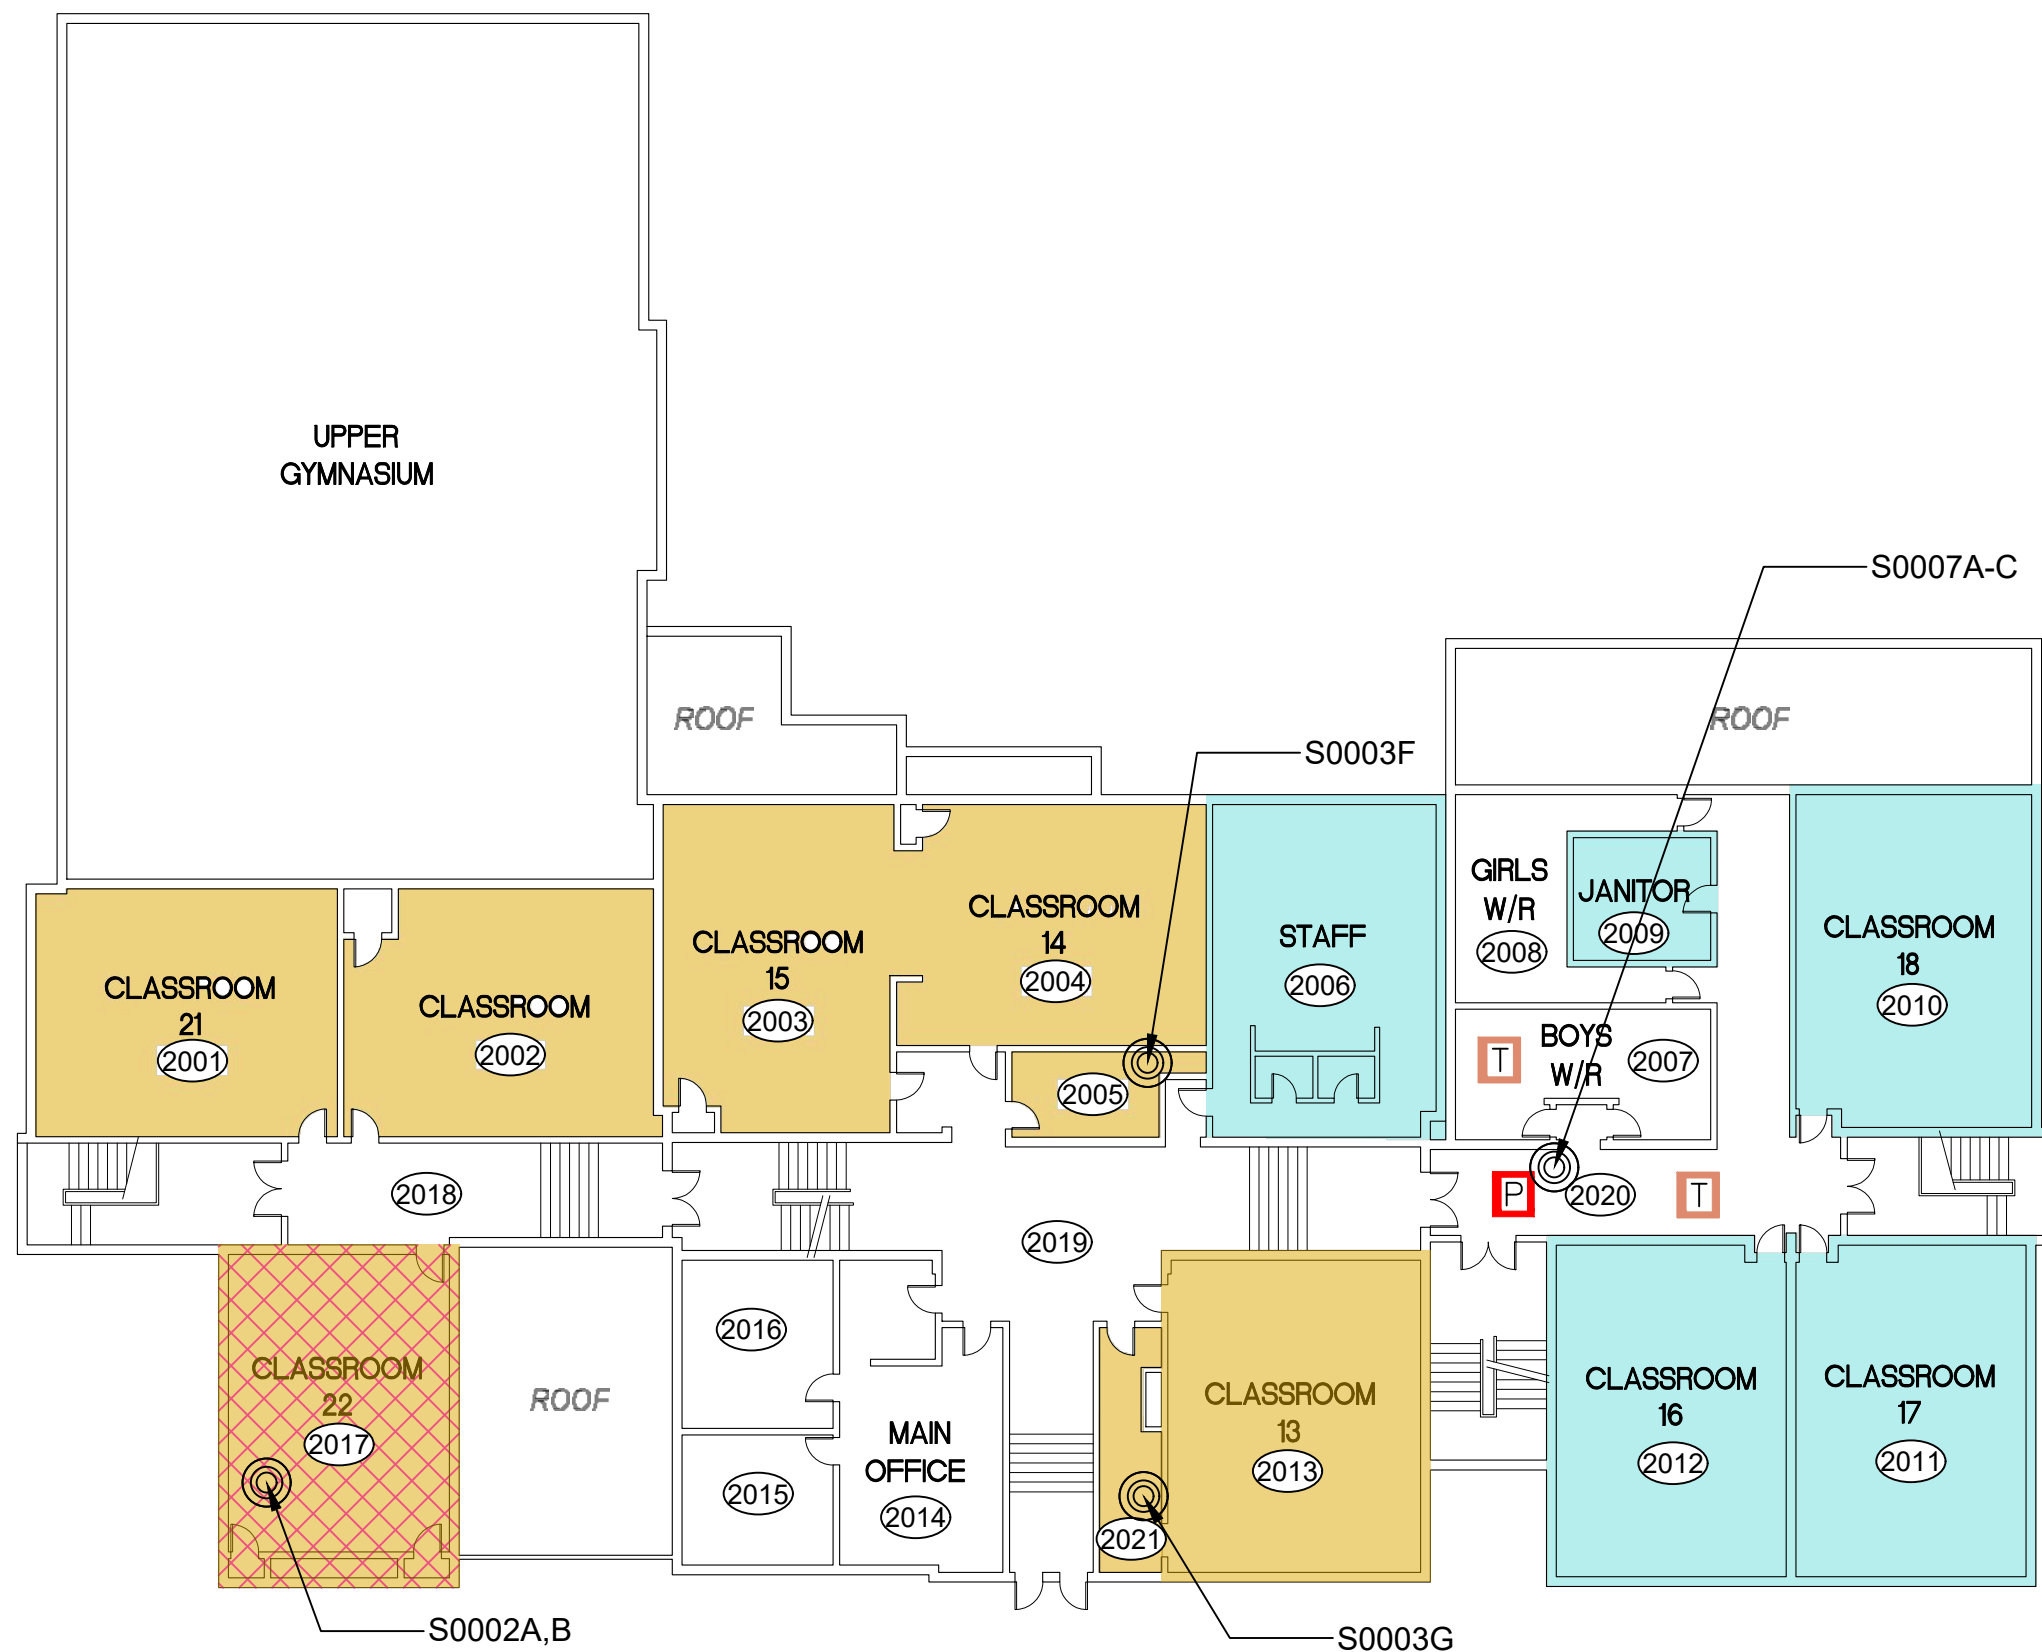 UPPER
GYMNASIUM
S0007A-C
ROOF
ROOF
S0003F
GIRLS
W/R
2008
JANITOR
2009
CLASSROOM
14
2004
STAFF
2006
CLASSROOM
18
2010
CLASSROOM
15
2003
CLASSROOM
21
2001
CLASSROOM
2002
BOYS
W/R
2007
T
2005
2018
P
2020
T
2019
2016
CLASSROOM
22
2017
ROOF
CLASSROOM
13
2013
CLASSROOM
16
2012
CLASSROOM
17
2011
MAIN
OFFICE
2014
2015
2021
S0002A,B
S0003G